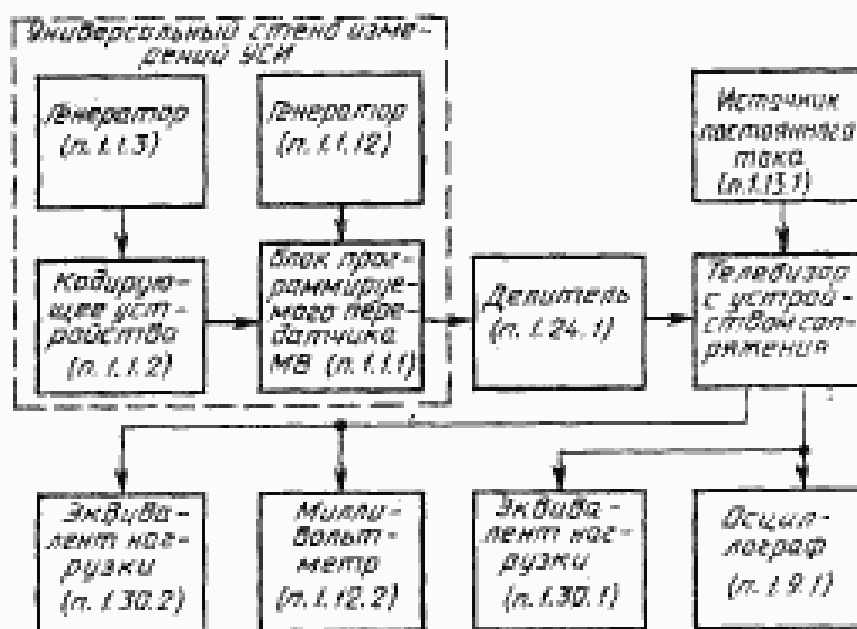 Универсальный стенд изме-
рений УСИ
Генератор
(п. 1.1.3)
Генератор
(п. 1.1.12)
Источник
постоянного
тока
(п.1.13.1)
Кодирую-
щее уст-
ройство
(п. 1.1.2)
Блок прог-
раммируе-
мого пере-
датчика
МВ (п.1.1.1)
Делитель
(п. 1.24.1)
Телевизор
с устрой-
ством соп-
ряжения
Эквива-
лент наг-
рузки
(п. 1.30.2)
Милли-
вольт-
метр
(п. 1.12.2)
Эквива-
лент наг-
рузки
(п. 1.30.1)
Осцил-
лограф
(п. 1.9.1)